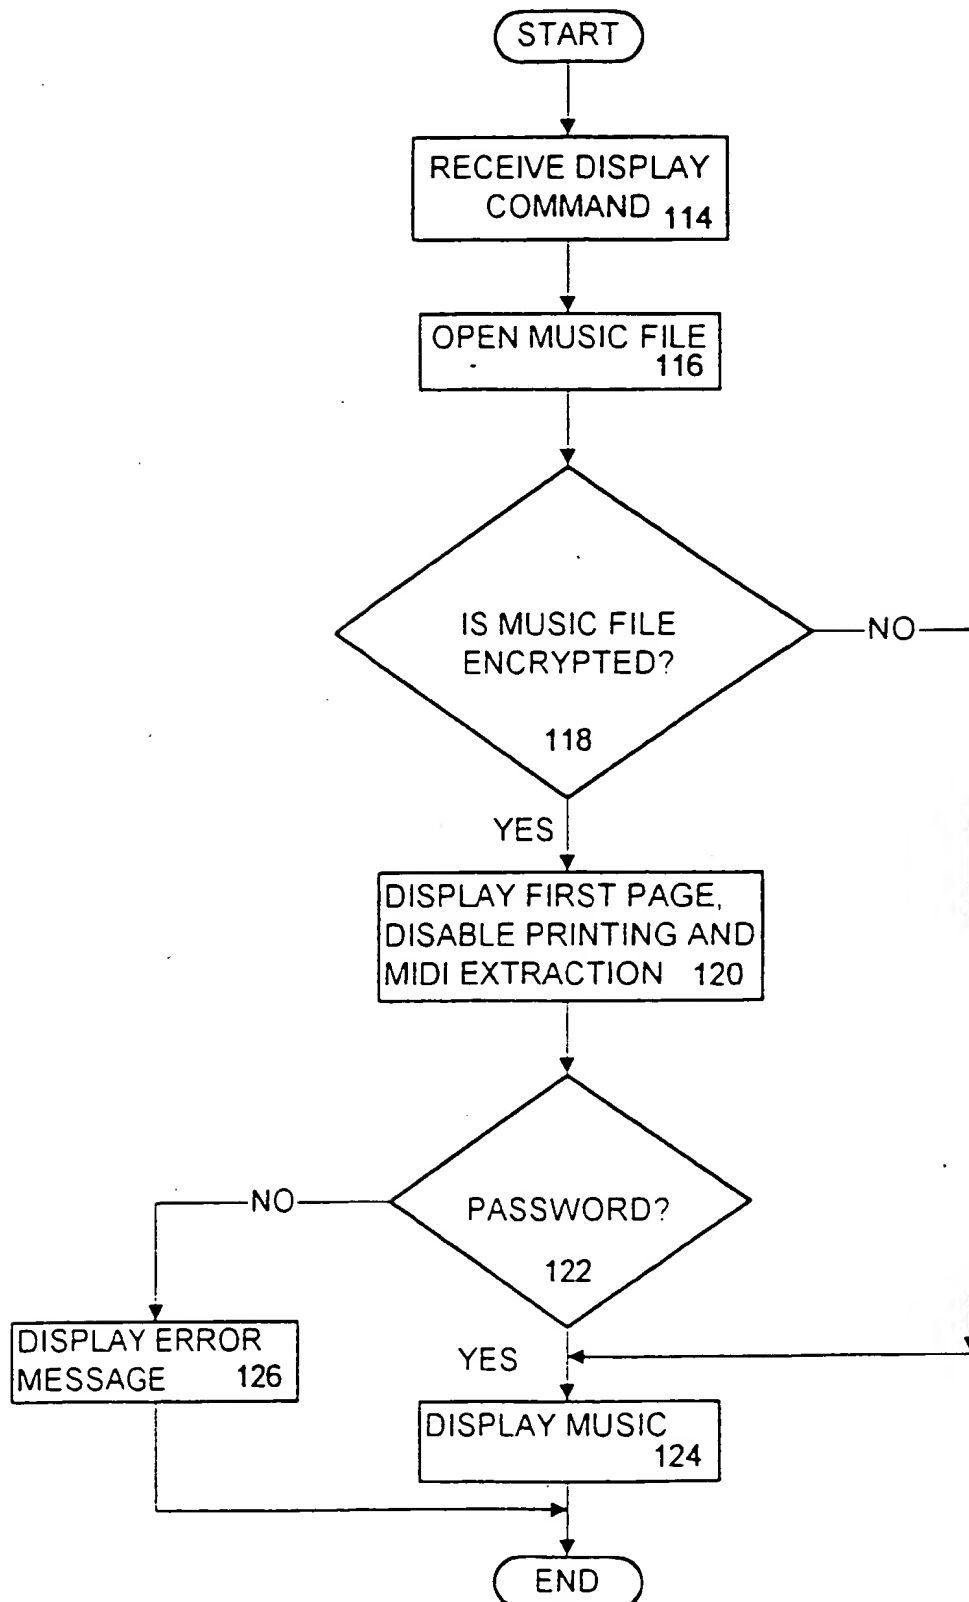 START
RECEIVE DISPLAY
COMMAND 114
OPEN MUSIC FILE
116
IS MUSIC FILE
ENCRYPTED?
118
NO
YES
DISPLAY FIRST PAGE,
DISABLE PRINTING AND
MIDI EXTRACTION 120
PASSWORD?
122
NO
YES
DISPLAY ERROR
MESSAGE 126
DISPLAY MUSIC
124
END